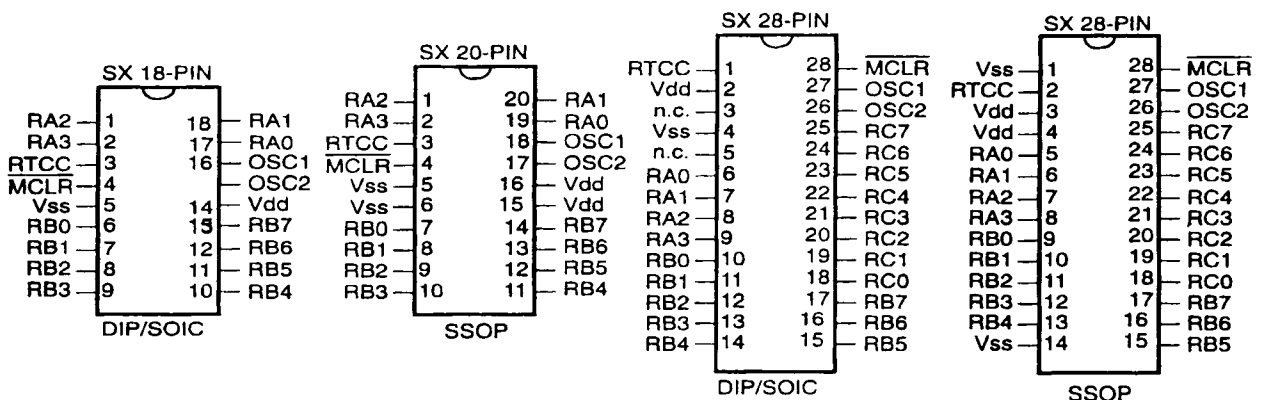 SX 18-PIN
RA2 1 18 RA1
RA3 2 17 RA0
RTCC 3 16 OSC1
MCLR 4 OSC2
Vss 5 14 Vdd
RB0 6 13 RB7
RB1 7 12 RB6
RB2 8 11 RB5
RB3 9 10 RB4
DIP/SOIC
SX 20-PIN
RA2 1 20 RA1
RA3 2 19 RA0
RTCC 3 18 OSC1
MCLR 4 17 OSC2
Vss 5 16 Vdd
Vss 6 15 Vdd
RB0 7 14 RB7
RB1 8 13 RB6
RB2 9 12 RB5
RB3 10 11 RB4
SSOP
SX 28-PIN
RTCC 1 28 MCLR
Vdd 2 27 OSC1
n.c. 3 26 OSC2
Vss 4 25 RC7
n.c. 5 24 RC6
RA0 6 23 RC5
RA1 7 22 RC4
RA2 8 21 RC3
RA3 9 20 RC2
RB0 10 19 RC1
RB1 11 18 RC0
RB2 12 17 RB7
RB3 13 16 RB6
RB4 14 15 RB5
DIP/SOIC
SX 28-PIN
Vss 1 28 MCLR
RTCC 2 27 OSC1
Vdd 3 26 OSC2
Vdd 4 25 RC7
RA0 5 24 RC6
RA1 6 23 RC5
RA2 7 22 RC4
RA3 8 21 RC3
RB0 9 20 RC2
RB1 10 19 RC1
RB2 11 18 RC0
RB3 12 17 RB7
RB4 13 16 RB6
Vss 14 15 RB5
SSOP